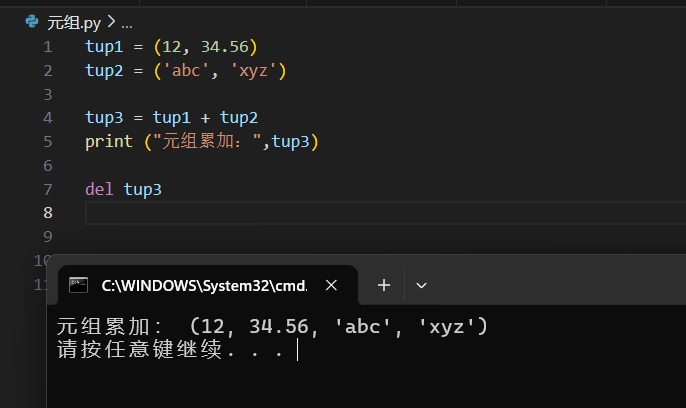 元组.py > ...
1 tup1 = (12, 34.56)
2 tup2 = ('abc', 'xyz')
3
4 tup3 = tup1 + tup2
5 print ("元组累加：",tup3)
6
7 del tup3
8
9
10
11
C:\WINDOWS\System32\cmd.
元组累加： (12, 34.56, 'abc', 'xyz')
请按任意键继续. . .